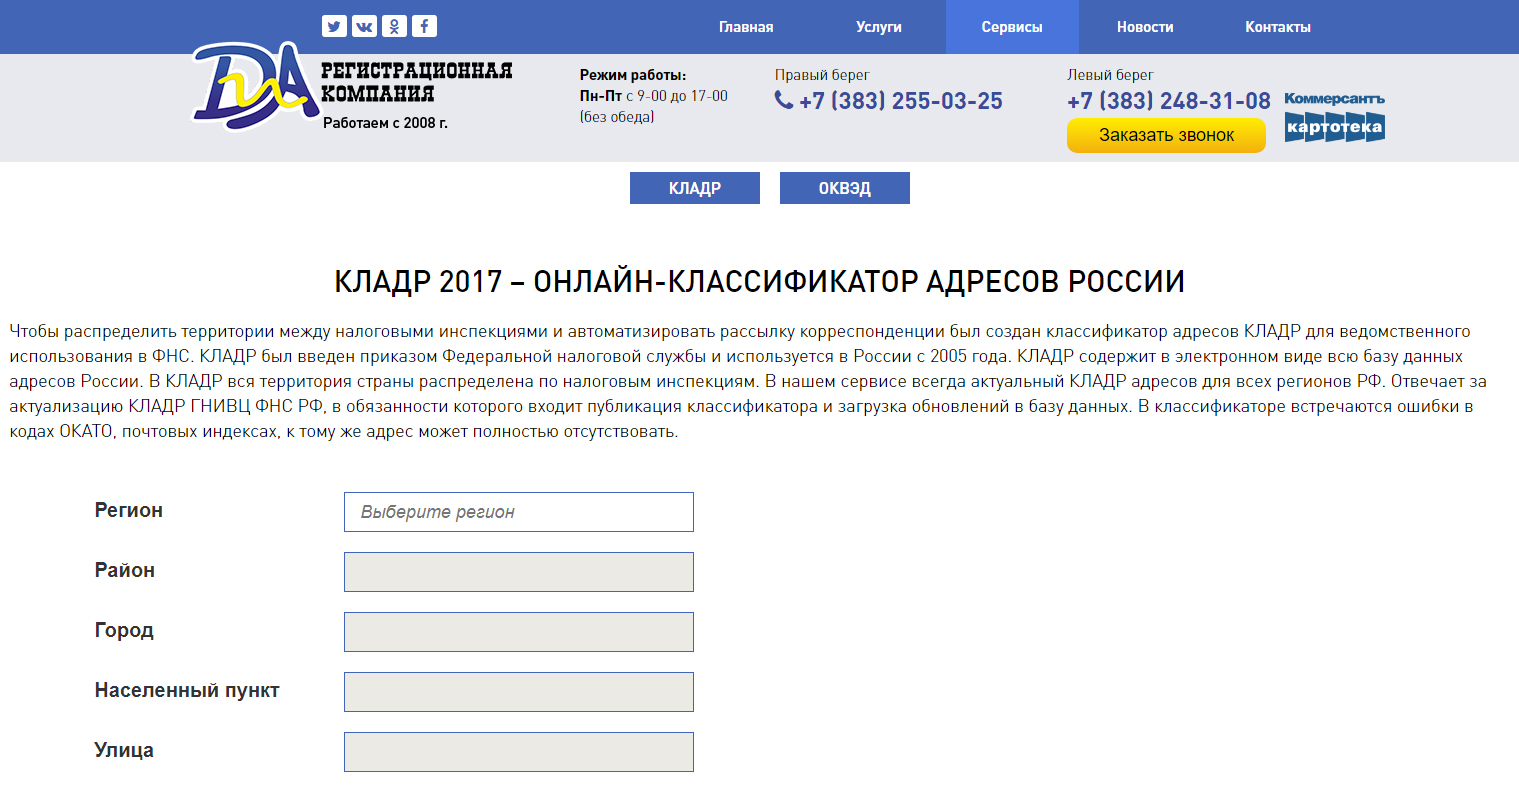 Главная Услуги Сервисы Новости Контакты
ДиА
РЕГИСТРАЦИОННАЯ
КОМПАНИЯ
Работаем с 2008 г.
Режим работы:
Пн-Пт с 9-00 до 17-00
(без обеда)
Правый берег
+7 (383) 255-03-25
Левый берег
+7 (383) 248-31-08
Заказать звонок
Коммерсантъ
картотека
КЛАДР ОКВЭД
КЛАДР 2017 – ОНЛАЙН-КЛАССИФИКАТОР АДРЕСОВ РОССИИ
Чтобы распределить территории между налоговыми инспекциями и автоматизировать рассылку корреспонденции был создан классификатор адресов КЛАДР для ведомственного
использования в ФНС. КЛАДР был введен приказом Федеральной налоговой службы и используется в России с 2005 года. КЛАДР содержит в электронном виде всю базу данных
адресов России. В КЛАДР вся территория страны распределена по налоговым инспекциям. В нашем сервисе всегда актуальный КЛАДР адресов для всех регионов РФ. Отвечает за
актуализацию КЛАДР ГНИВЦ ФНС РФ, в обязанности которого входит публикация классификатора и загрузка обновлений в базу данных. В классификаторе встречаются ошибки в
кодах ОКАТО, почтовых индексах, к тому же адрес может полностью отсутствовать.
Регион Выберите регион
Район
Город
Населенный пункт
Улица